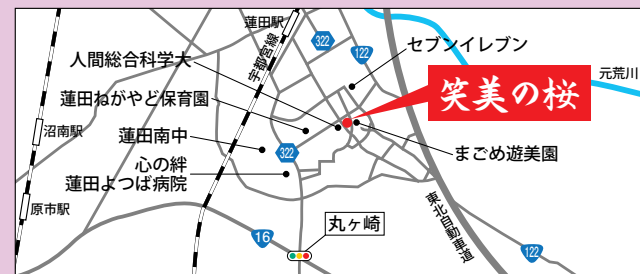 蓮田駅
322
122
セブンイレブン
人間総合科学大
宇都宮線
元荒川
笑美の桜
蓮田ねがやど保育園
沼南駅
蓮田南中
322
まごめ遊美園
心の絆
蓮田よつば病院
原市駅
丸ヶ崎
16
東北自動車道
122